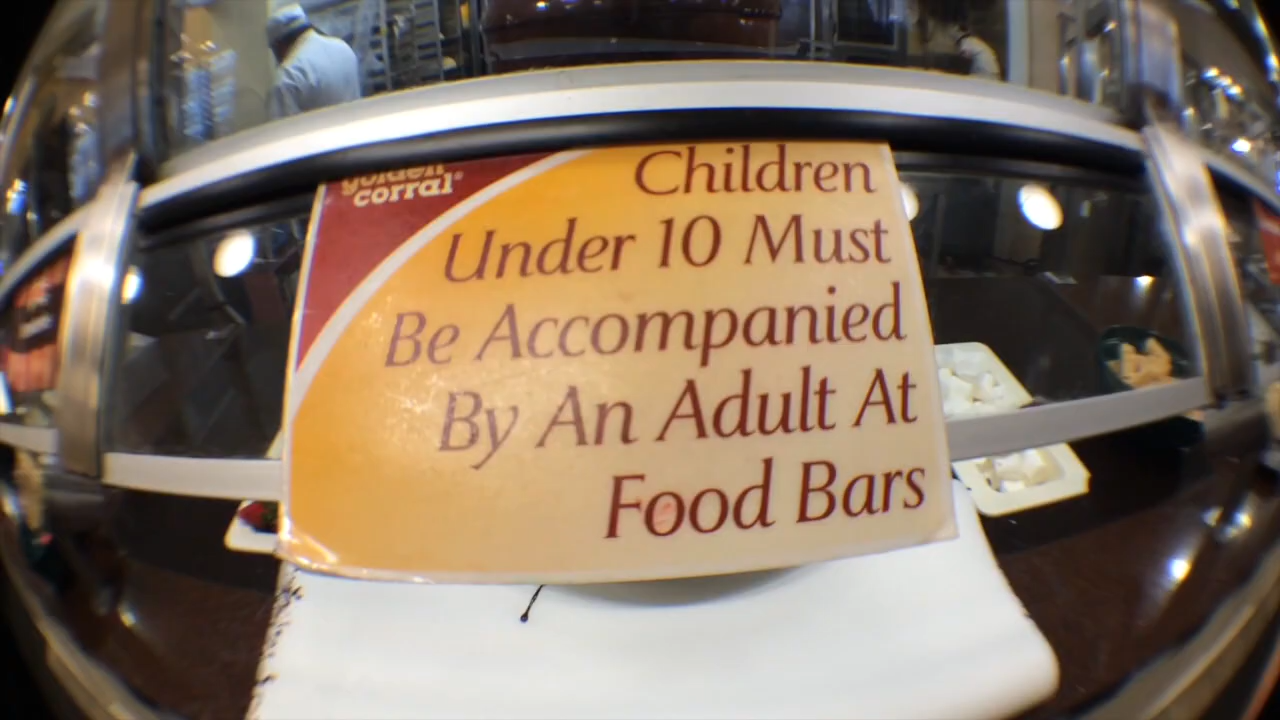 golden
corral®
Children
Under 10 Must
Be Accompanied
By An Adult At
Food Bars